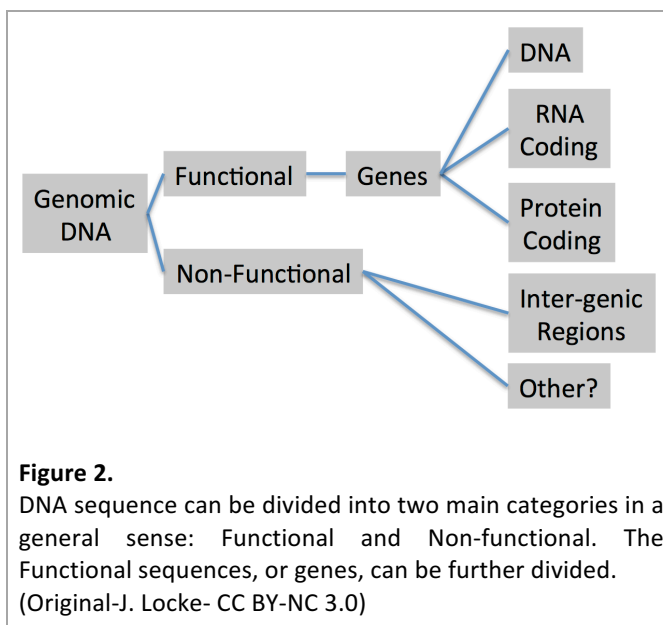 DNA
RNA
Coding
Functional
Genes
Genomic
DNA
Protein
Coding
Non-Functional
Inter-genic
Regions
Other?
Figure 2.
DNA sequence can be divided into two main categories in a
general sense: Functional and Non-functional. The
Functional sequences, or genes, can be further divided.
(Original-J. Locke- CC BY-NC 3.0)